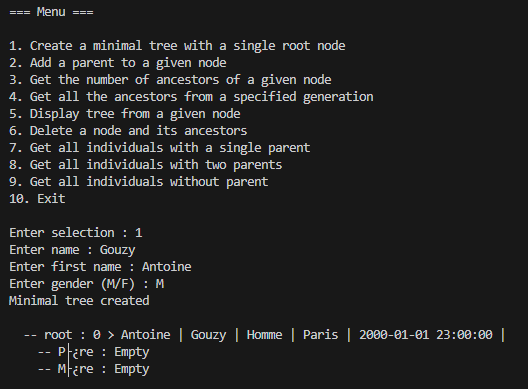 === Menu ===
1. Create a minimal tree with a single root node
2. Add a parent to a given node
3. Get the number of ancestors of a given node
4. Get all the ancestors from a specified generation
5. Display tree from a given node
6. Delete a node and its ancestors
7. Get all individuals with a single parent
8. Get all individuals with two parents
9. Get all individuals without parent
10. Exit
Enter selection : 1
Enter name : Gouzy
Enter first name : Antoine
Enter gender (M/F) : M
Minimal tree created
-- root : 0 > Antoine | Gouzy | Homme | Paris | 2000-01-01 23:00:00 |
-- P├¿re : Empty
-- M├¿re : Empty